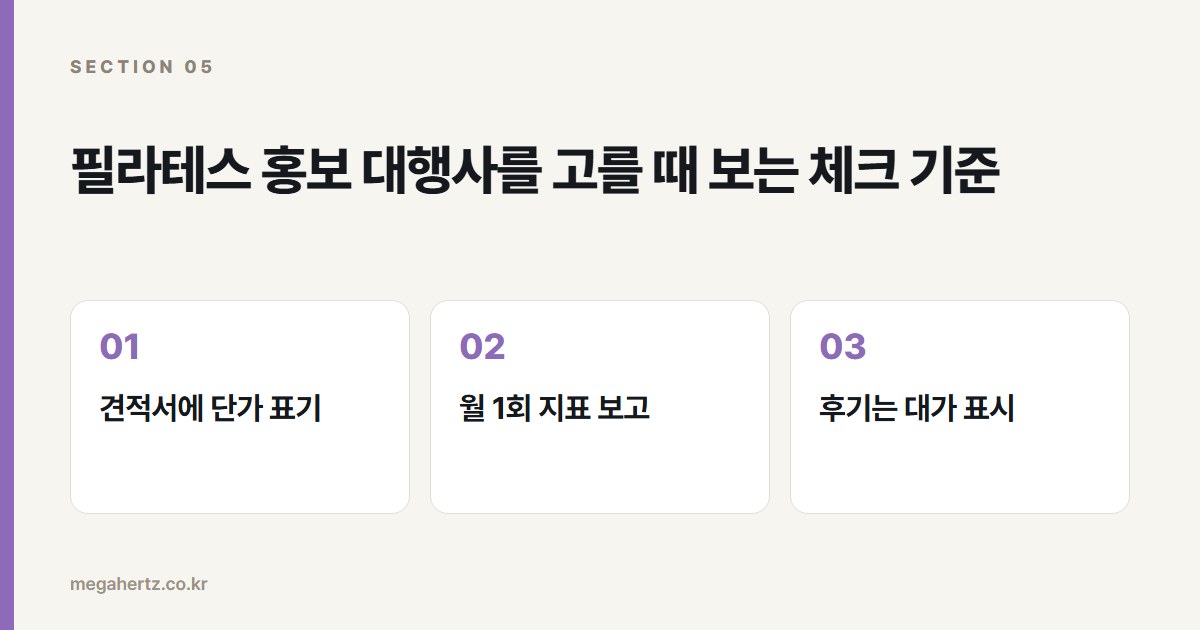 SECTION 05
필라테스 홍보 대행사를 고를 때 보는 체크 기준
01
견적서에 단가 표기
02
월 1회 지표 보고
03
후기는 대가 표시
megahertz.co.kr